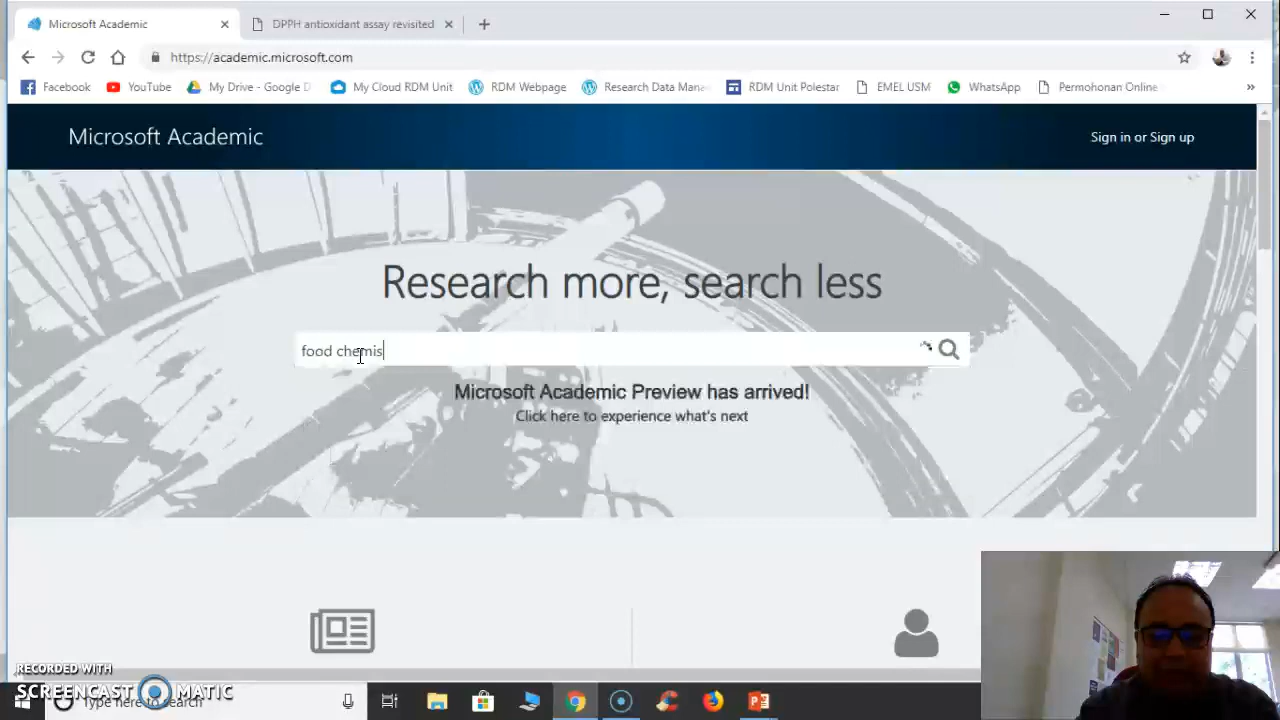 Microsoft Academic
DPPH antioxidant assay revisited
https://academic.microsoft.com
Facebook
YouTube
My Drive - Google D
My Cloud RDM Unit
RDM Webpage
Research Data Mana
RDM Unit Polestar
EMEL USM
WhatsApp
Permohonan Online
Microsoft Academic
Sign in or Sign up
Research more, search less
food chemis
Microsoft Academic Preview has arrived!
Click here to experience what's next
RECORDED WITH
SCREENCAST MATIC
Type here to search